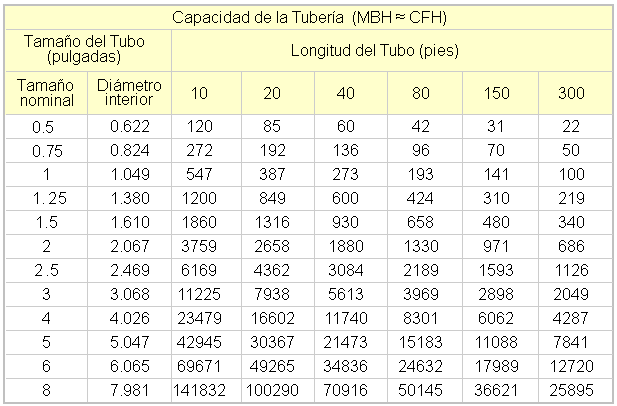 Capacidad de la Tubería (MBH ≈ CFH)
Tamaño del Tubo (pulgadas) Longitud del Tubo (pies)
Tamaño nominal Diámetro interior 10 20 40 80 150 300
0.5 0.622 120 85 60 42 31 22
0.75 0.824 272 192 136 96 70 50
1 1.049 547 387 273 193 141 100
1.25 1.380 1200 849 600 424 310 219
1.5 1.610 1860 1316 930 658 480 340
2 2.067 3759 2658 1880 1330 971 686
2.5 2.469 6169 4362 3084 2189 1593 1126
3 3.068 11225 7938 5613 3969 2898 2049
4 4.026 23479 16602 11740 8301 6062 4287
5 5.047 42945 30367 21473 15183 11088 7841
6 6.065 69671 49265 34836 24632 17989 12720
8 7.981 141832 100290 70916 50145 36621 25895